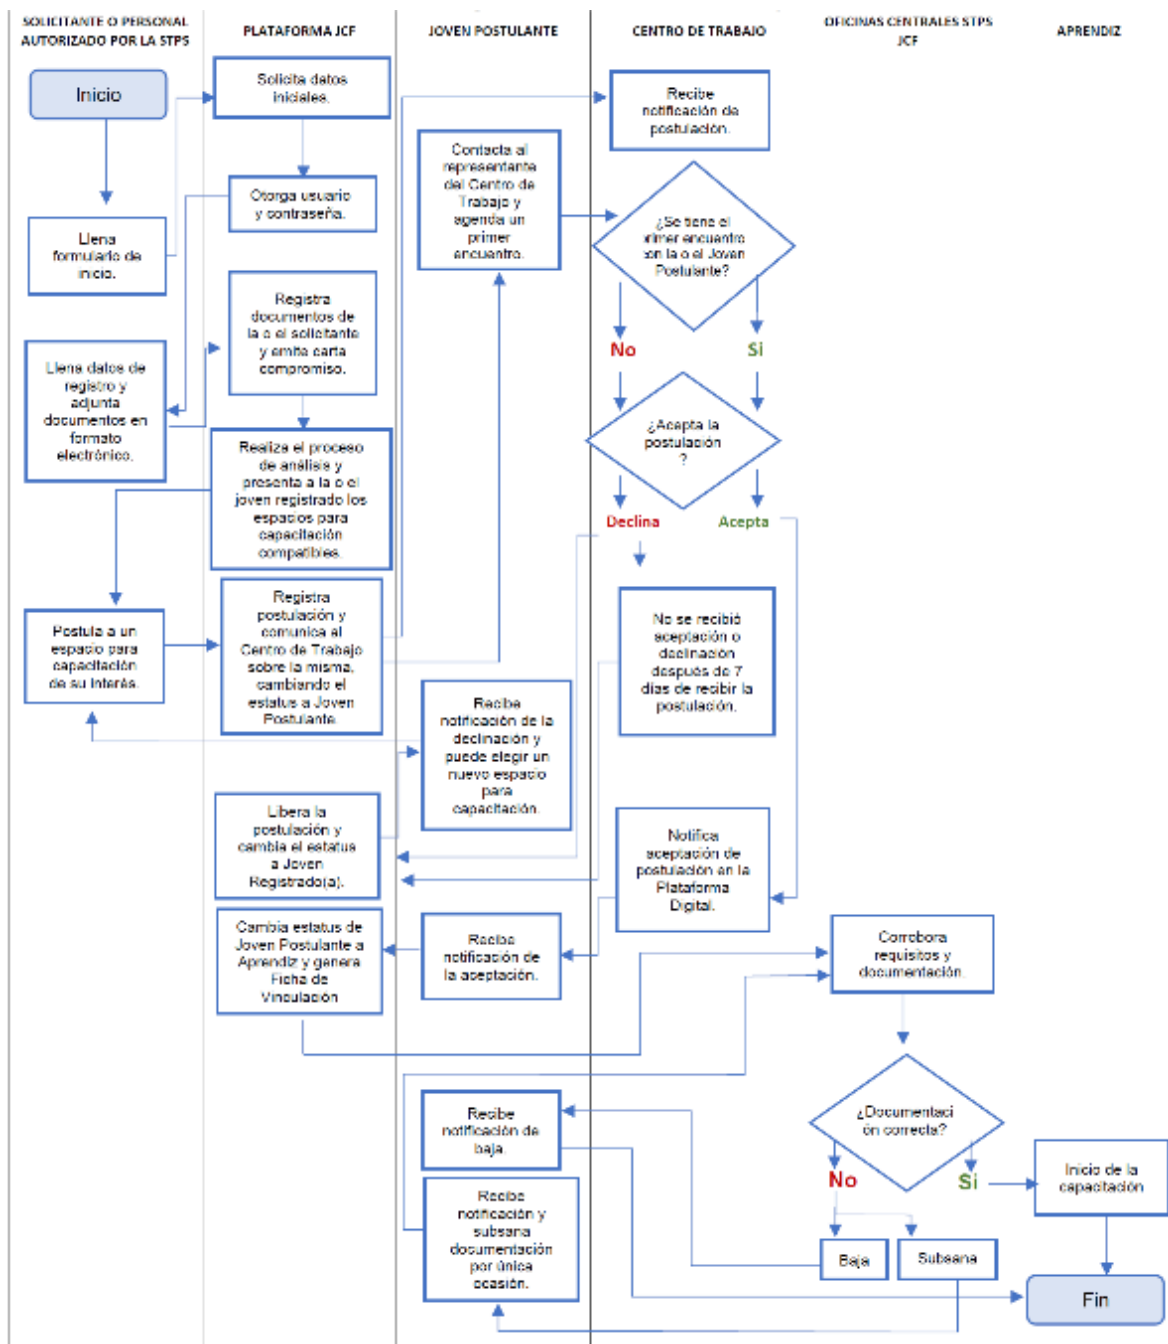 SOLICITANTE O PERSONAL
AUTORIZADO POR LA STPS
PLATAFORMA JCF
JOVEN POSTULANTE
CENTRO DE TRABAJO
OFICINAS CENTRALES STPS
JCF
APRENDIZ
Inicio
Solicita datos
iniciales.
Recibe
notificación de
postulación.
Contacta al
representante
del Centro de
Trabajo y
agenda un
primer
encuentro.
Otorga usuario
y contraseña.
Llena
formulario de
inicio.
¿Se tiene el
primer encuentro
con la o el Joven
Postulante?
Registra
documentos de
la o el solicitante
y emite carta
compromiso.
No
Si
Llena datos de
registro y
adjunta
documentos en
formato
electrónico.
¿Acepta la
postulación
?
Realiza el proceso
de análisis y
presenta a la o el
joven registrado los
espacios para
capacitación
compatibles.
Declina
Acepta
Postula a un
espacio para
capacitación
de su interés.
Registra
postulación y
comunica al
Centro de Trabajo
sobre la misma,
cambiando el
estatus a Joven
Postulante.
No se recibió
aceptación o
declinación
después de 7
días de recibir la
postulación.
Recibe
notificación de la
declinación y
puede elegir un
nuevo espacio
para
capacitación.
Libera la
postulación y
cambia el estatus
a Joven
Registrado(a).
Notifica
aceptación de
postulación en la
Plataforma
Digital.
Cambia estatus de
Joven Postulante a
Aprendiz y genera
Ficha de
Vinculación
Recibe
notificación de
la aceptación.
Corrobora
requisitos y
documentación.
¿Documentaci
ón correcta?
Recibe
notificación de
baja.
No
Si
Inicio de la
capacitación
Recibe
notificación y
subsana
documentación
por única
ocasión.
Baja
Subsana
Fin